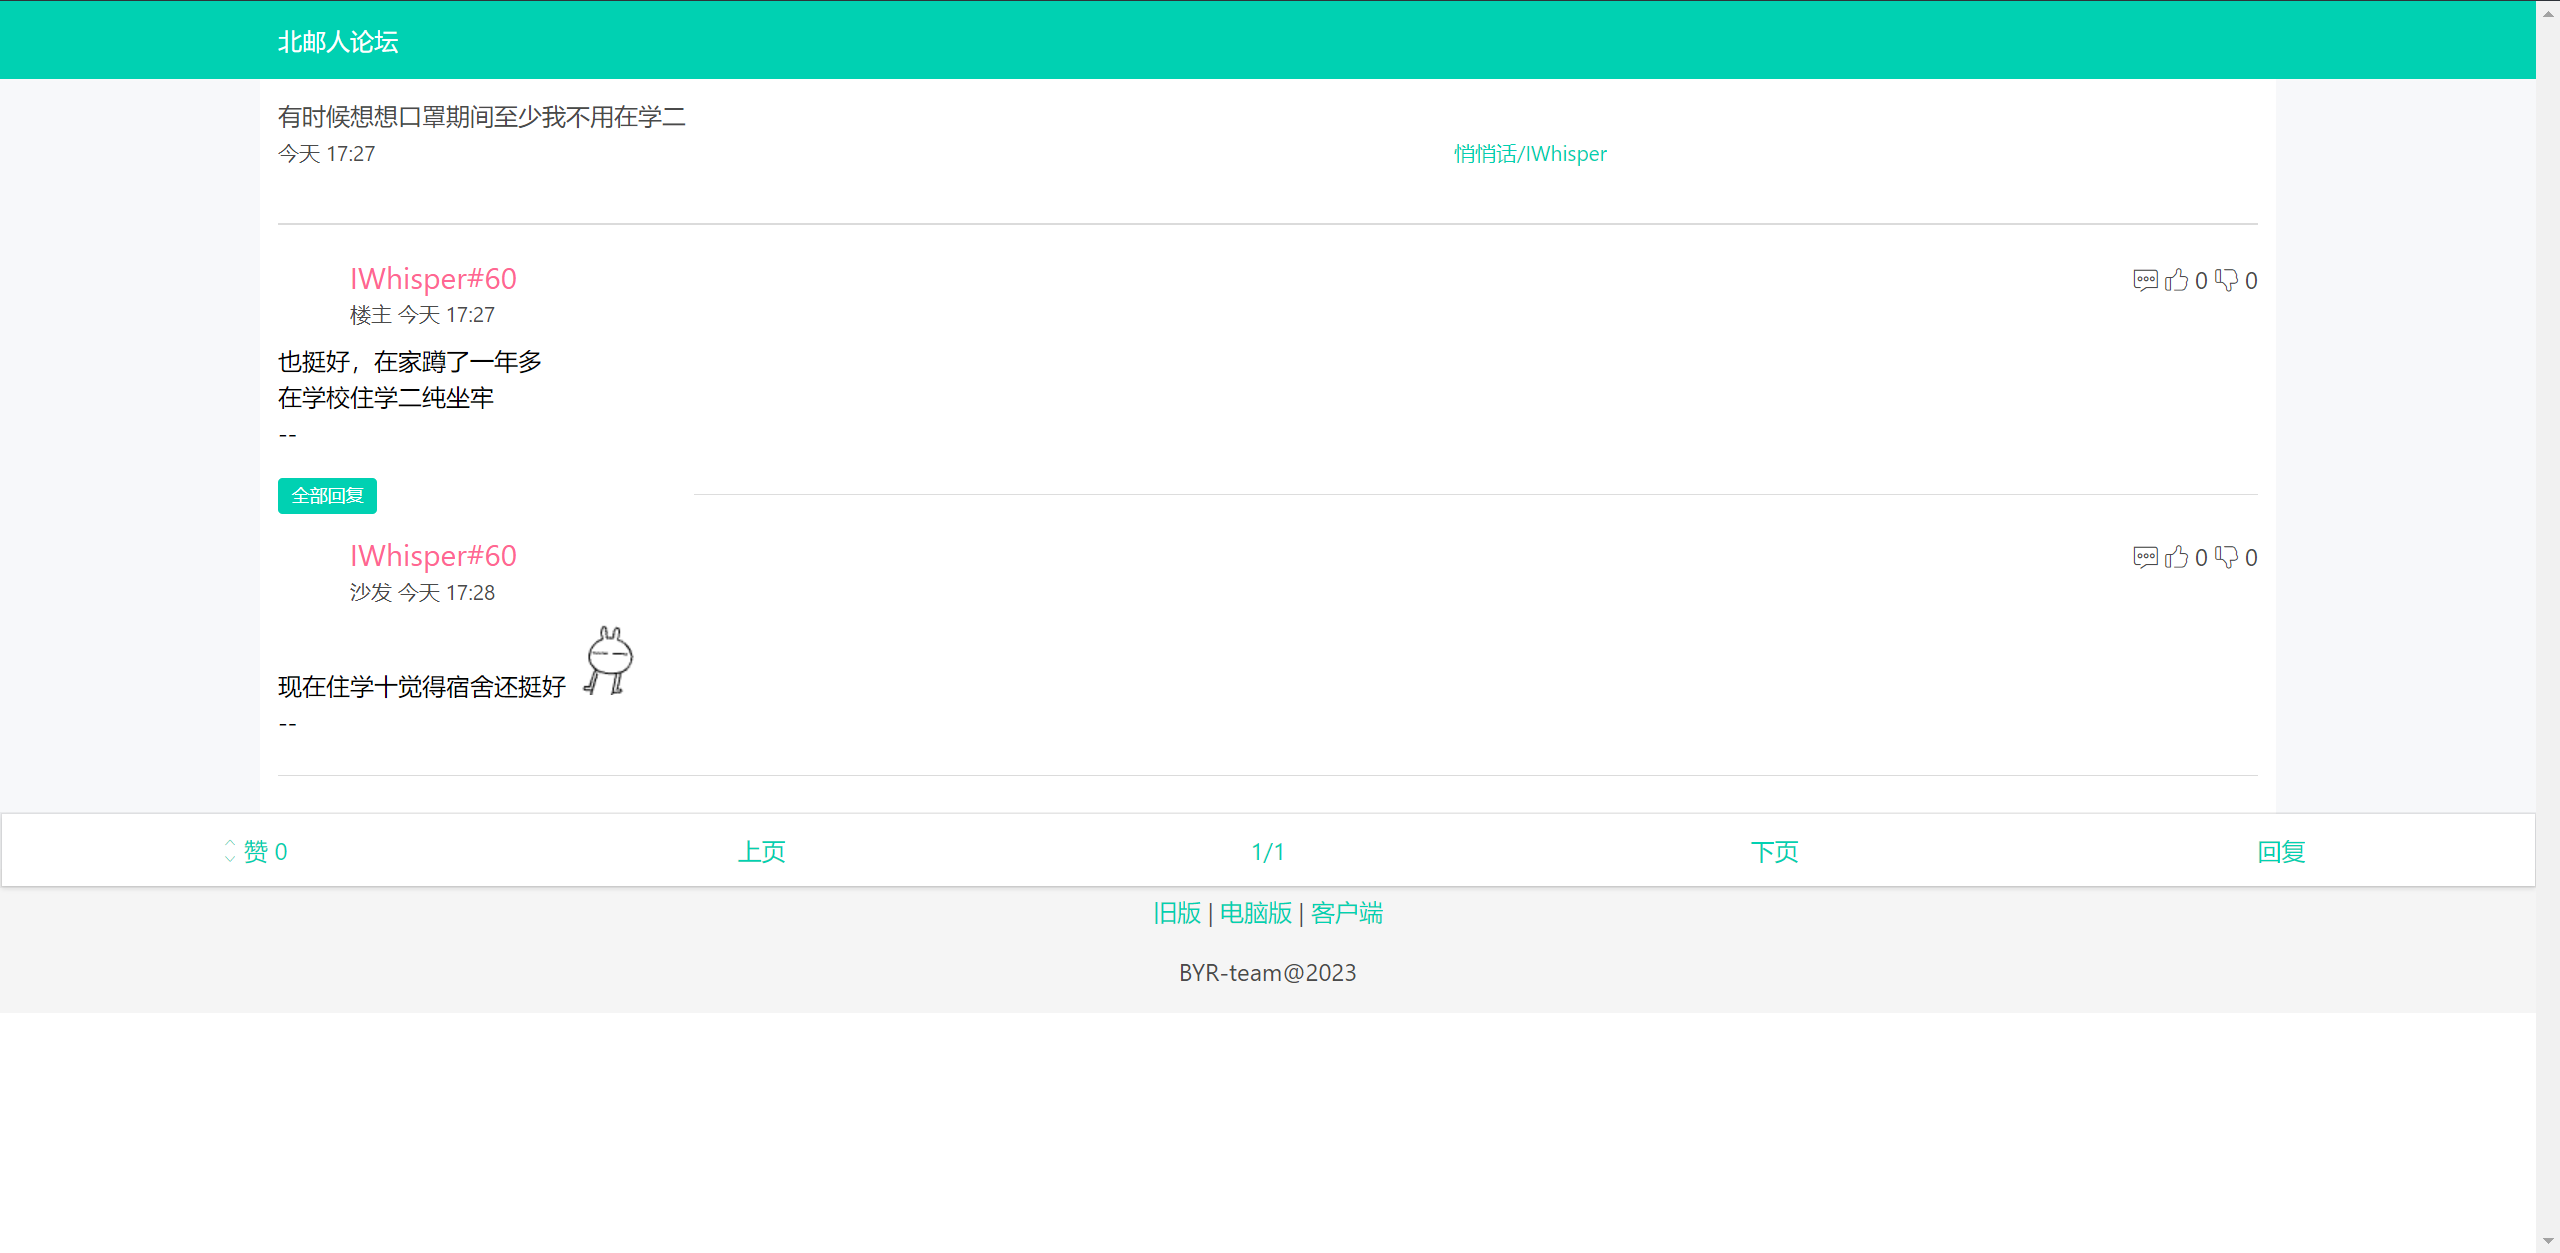 北邮人论坛
有时候想想口罩期间至少我不用在学二
今天 17:27 悄悄话/IWhisper
IWhisper#60 0 0
楼主 今天 17:27
也挺好，在家蹲了一年多
在学校住学二纯坐牢
--
全部回复
IWhisper#60 0 0
沙发 今天 17:28
现在住学十觉得宿舍还挺好
--
赞 0 上页 1/1 下页 回复
旧版 | 电脑版 | 客户端
BYR-team@2023